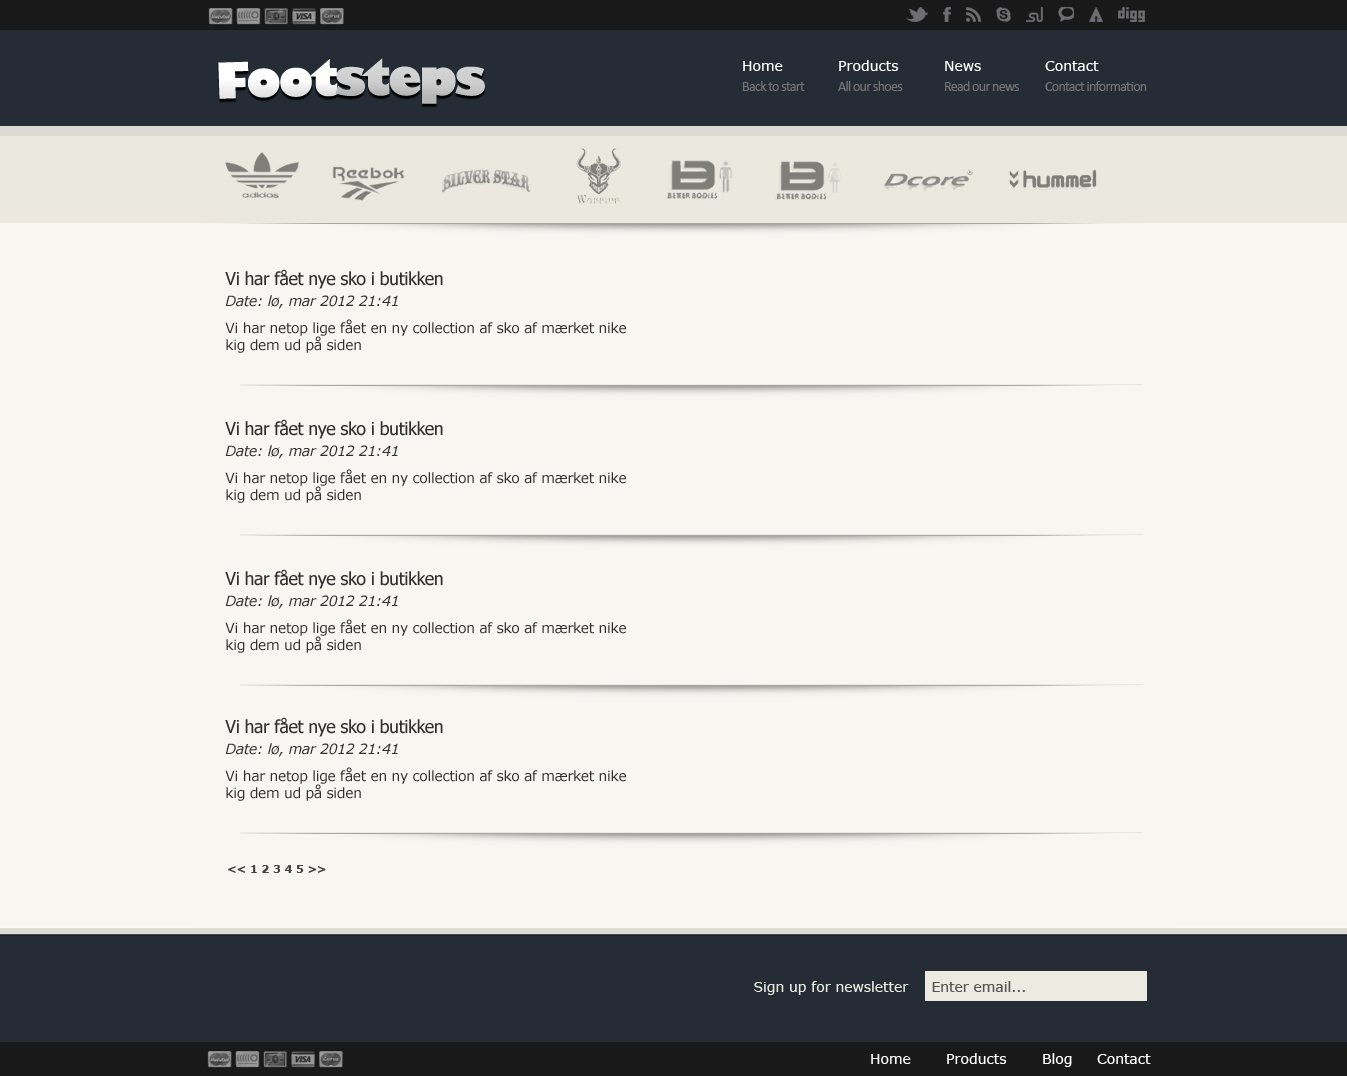 VISA
digg
Footsteps
Home Products News Contact
Back to start All our shoes Read our news Contact information
adidas Reebok SILVER STAR Warrior BETTER BODIES BETTER BODIES Dcore® hummel
Vi har fået nye sko i butikken
Date: lø, mar 2012 21:41
Vi har netop lige fået en ny collection af sko af mærket nike
kig dem ud på siden
Vi har fået nye sko i butikken
Date: lø, mar 2012 21:41
Vi har netop lige fået en ny collection af sko af mærket nike
kig dem ud på siden
Vi har fået nye sko i butikken
Date: lø, mar 2012 21:41
Vi har netop lige fået en ny collection af sko af mærket nike
kig dem ud på siden
Vi har fået nye sko i butikken
Date: lø, mar 2012 21:41
Vi har netop lige fået en ny collection af sko af mærket nike
kig dem ud på siden
<< 1 2 3 4 5 >>
Sign up for newsletter Enter email...
VISA
Home Products Blog Contact